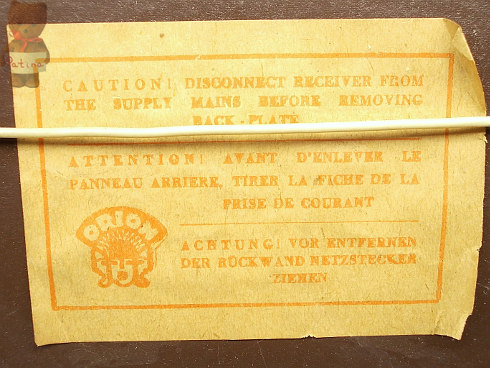 Patina
CAUTION! DISCONNECT RECEIVER FROM
THE SUPPLY MAINS BEFORE REMOVING
BACK-PLATE
ATTENTION! AVANT D'ENLEVER LE
PANNEAU ARRIERE, TIRER LA FICHE DE LA
PRISE DE COURANT
ORION
ACHTUNG! VOR ENTFERNEN
DER RÜCKWAND NETZSTECKER
ZIEHEN